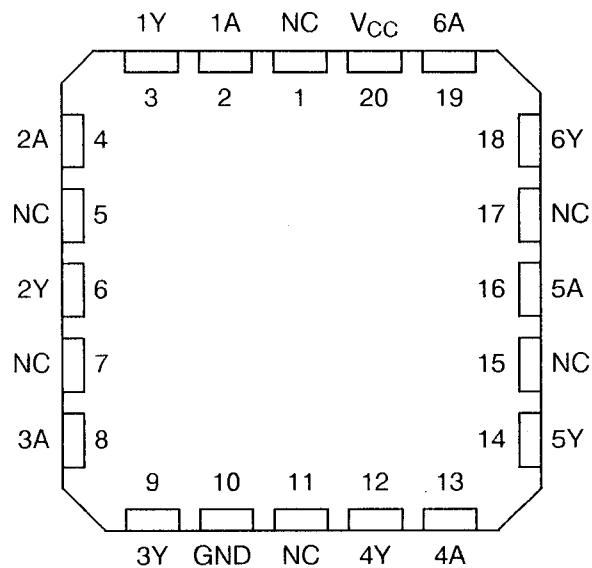 1Y 1A NC VCC 6A
3 2 1 20 19
2A 4 18 6Y
NC 5 17 NC
2Y 6 16 5A
NC 7 15 NC
3A 8 14 5Y
9 10 11 12 13
3Y GND NC 4Y 4A